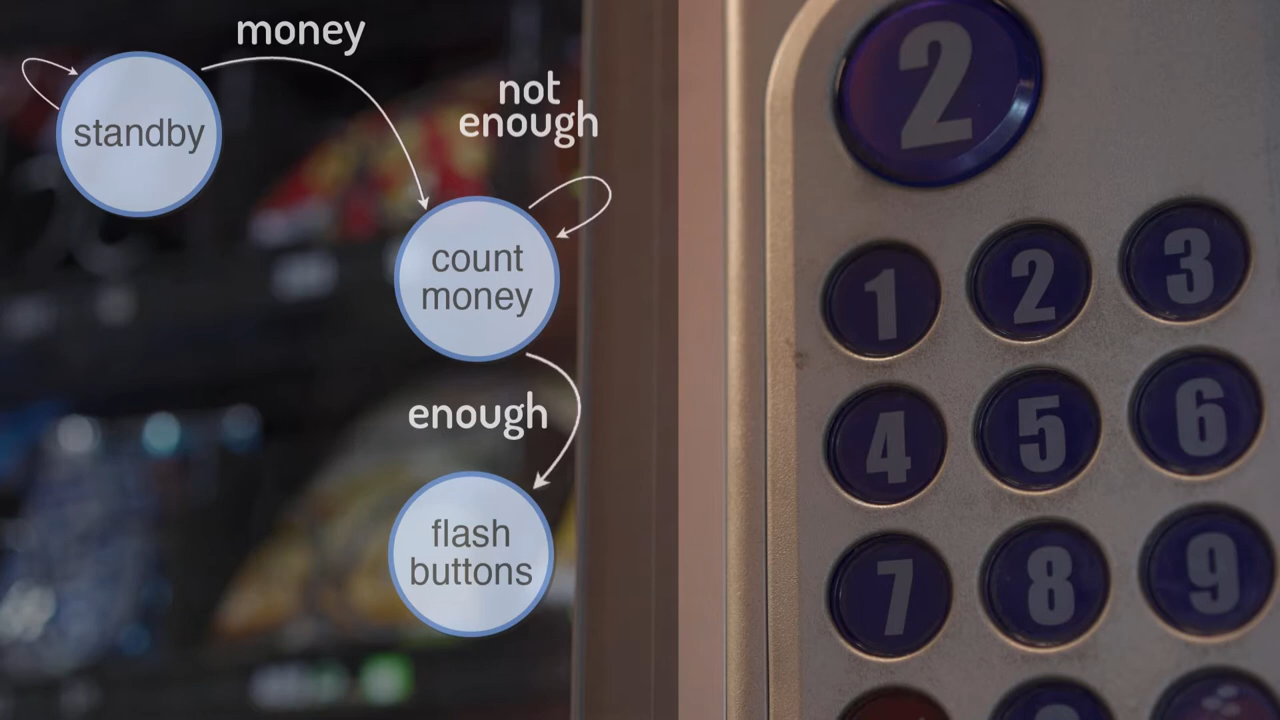 money
not
enough
standby
count
money
enough
flash
buttons
2
1 2 3
4 5 6
7 8 9